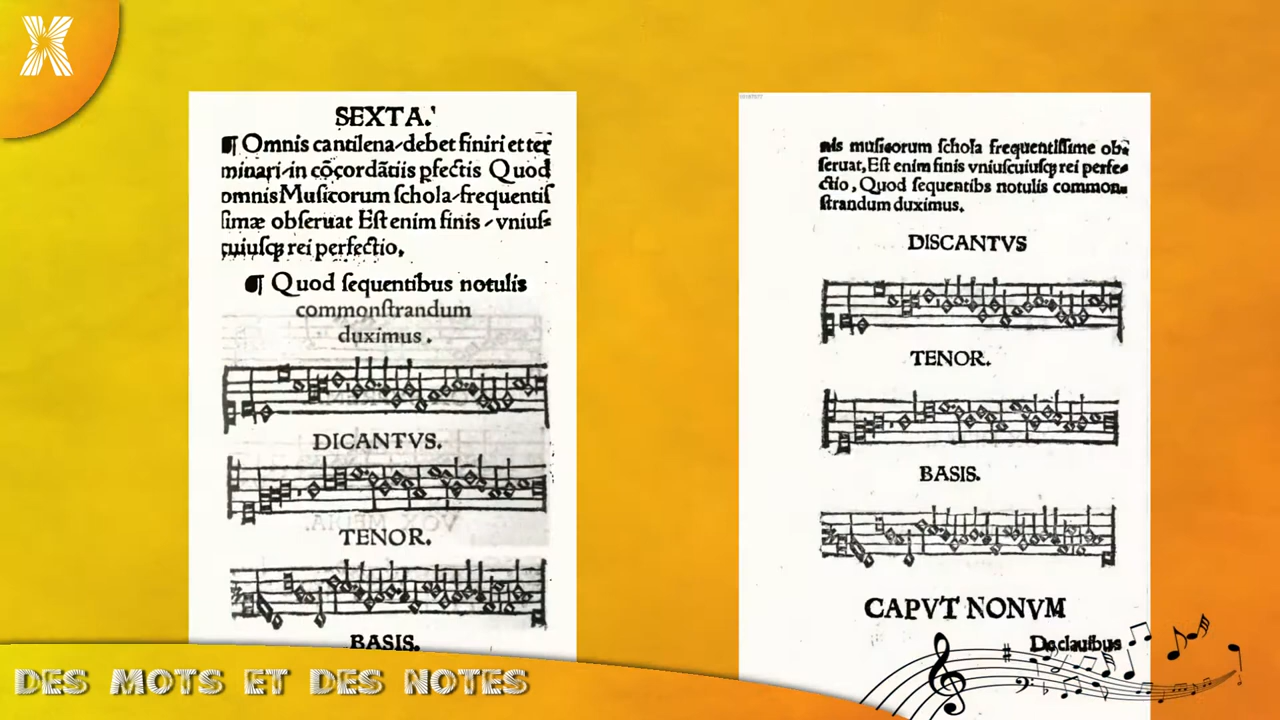 X
SEXTA.
¶ Omnis cantilena debet finiri et ter
minari in cōcordātiis pfectis Quod
omnis Musicorum ſchola frequentiſ
ſimæ obſeruat Eſt enim finis vniuſ=
cuiuſqꝫ rei perfectio.
¶ Quod ſequentibus notulis
commonſtrandum
duximus.
DICANTVS.
TENOR.
BASIS.
nis muſicorum ſchola frequentiſſime ob=
ſeruat, Eſt enim finis vniuſcuiuſqꝫ rei perfe=
ctio, Quod ſequentibs notulis common=
ſtrandum duximus.
DISCANTVS
TENOR.
BASIS.
CAPVT NONVM
De clauibus
DES MOTS ET DES NOTES